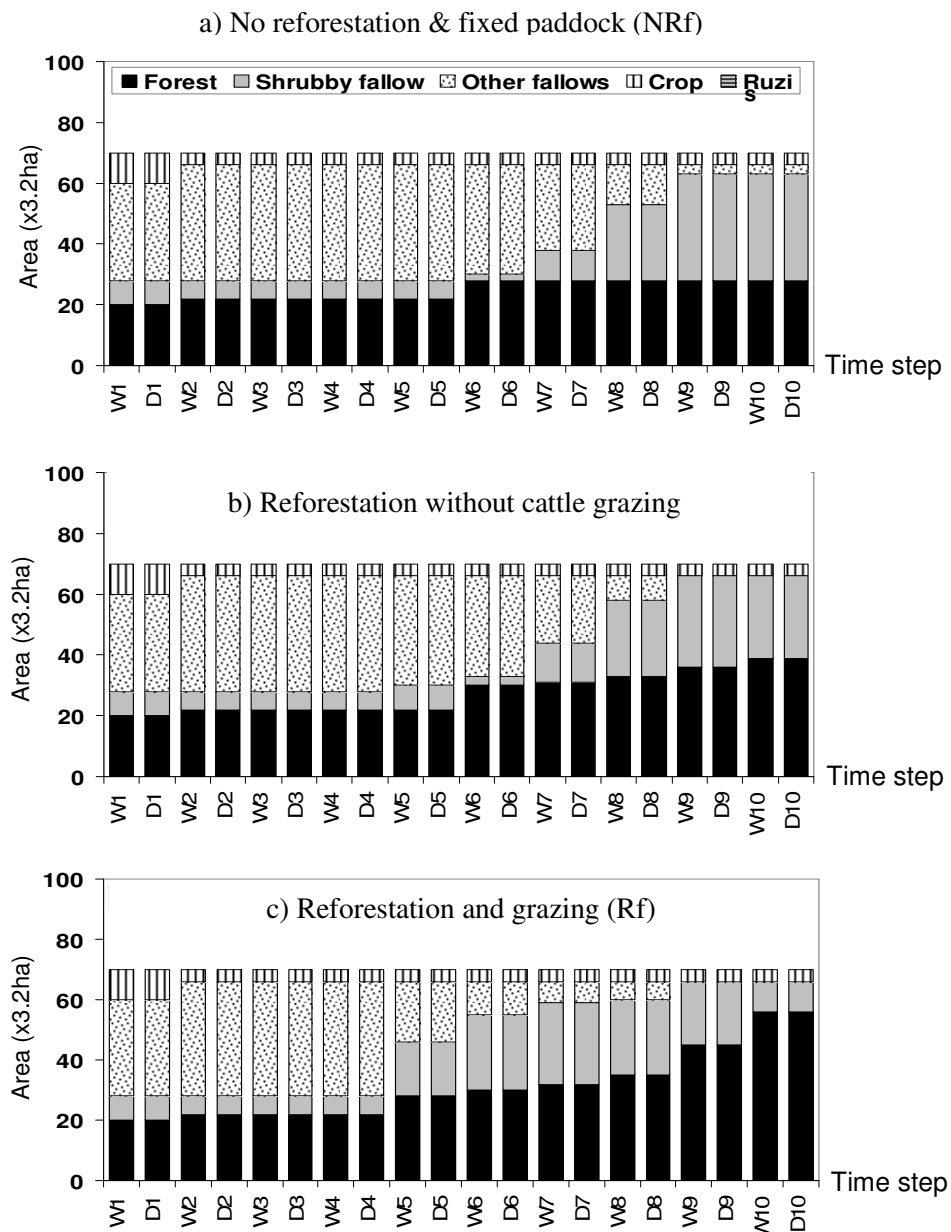 a) No reforestation & fixed paddock (NRf)
100
Forest Shrubby fallow Other fallows Crop Ruzi
s
80
60
40
20
0
Area (x3.2ha)
Time step
W1 D1 W2 D2 W3 D3 W4 D4 W5 D5 W6 D6 W7 D7 W8 D8 W9 D9 W10 D10
100
b) Reforestation without cattle grazing
80
60
40
20
0
Area (x3.2ha)
Time step
W1 D1 W2 D2 W3 D3 W4 D4 W5 D5 W6 D6 W7 D7 W8 D8 W9 D9 W10 D10
100
c) Reforestation and grazing (Rf)
80
60
40
20
0
Area (x3.2ha)
Time step
W1 D1 W2 D2 W3 D3 W4 D4 W5 D5 W6 D6 W7 D7 W8 D8 W9 D9 W10 D10